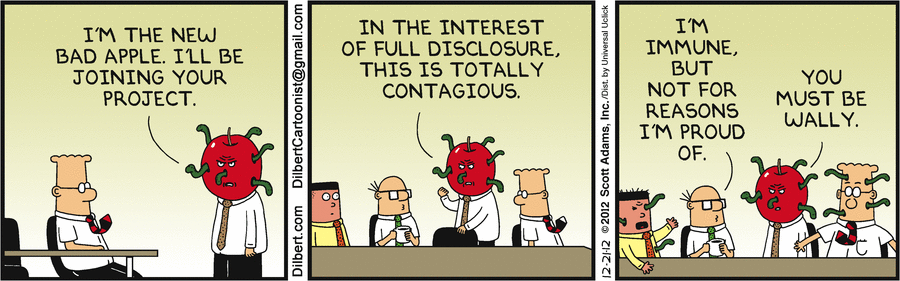 I'M THE NEW
BAD APPLE. I'LL BE
JOINING YOUR
PROJECT.
Dilbert.com DilbertCartoonist@gmail.com
IN THE INTEREST
OF FULL DISCLOSURE,
THIS IS TOTALLY
CONTAGIOUS.
12-21-12 ©2012 Scott Adams, Inc. /Dist. by Universal Uclick
I'M
IMMUNE,
BUT
NOT FOR
REASONS
I'M PROUD
OF.
YOU
MUST BE
WALLY.